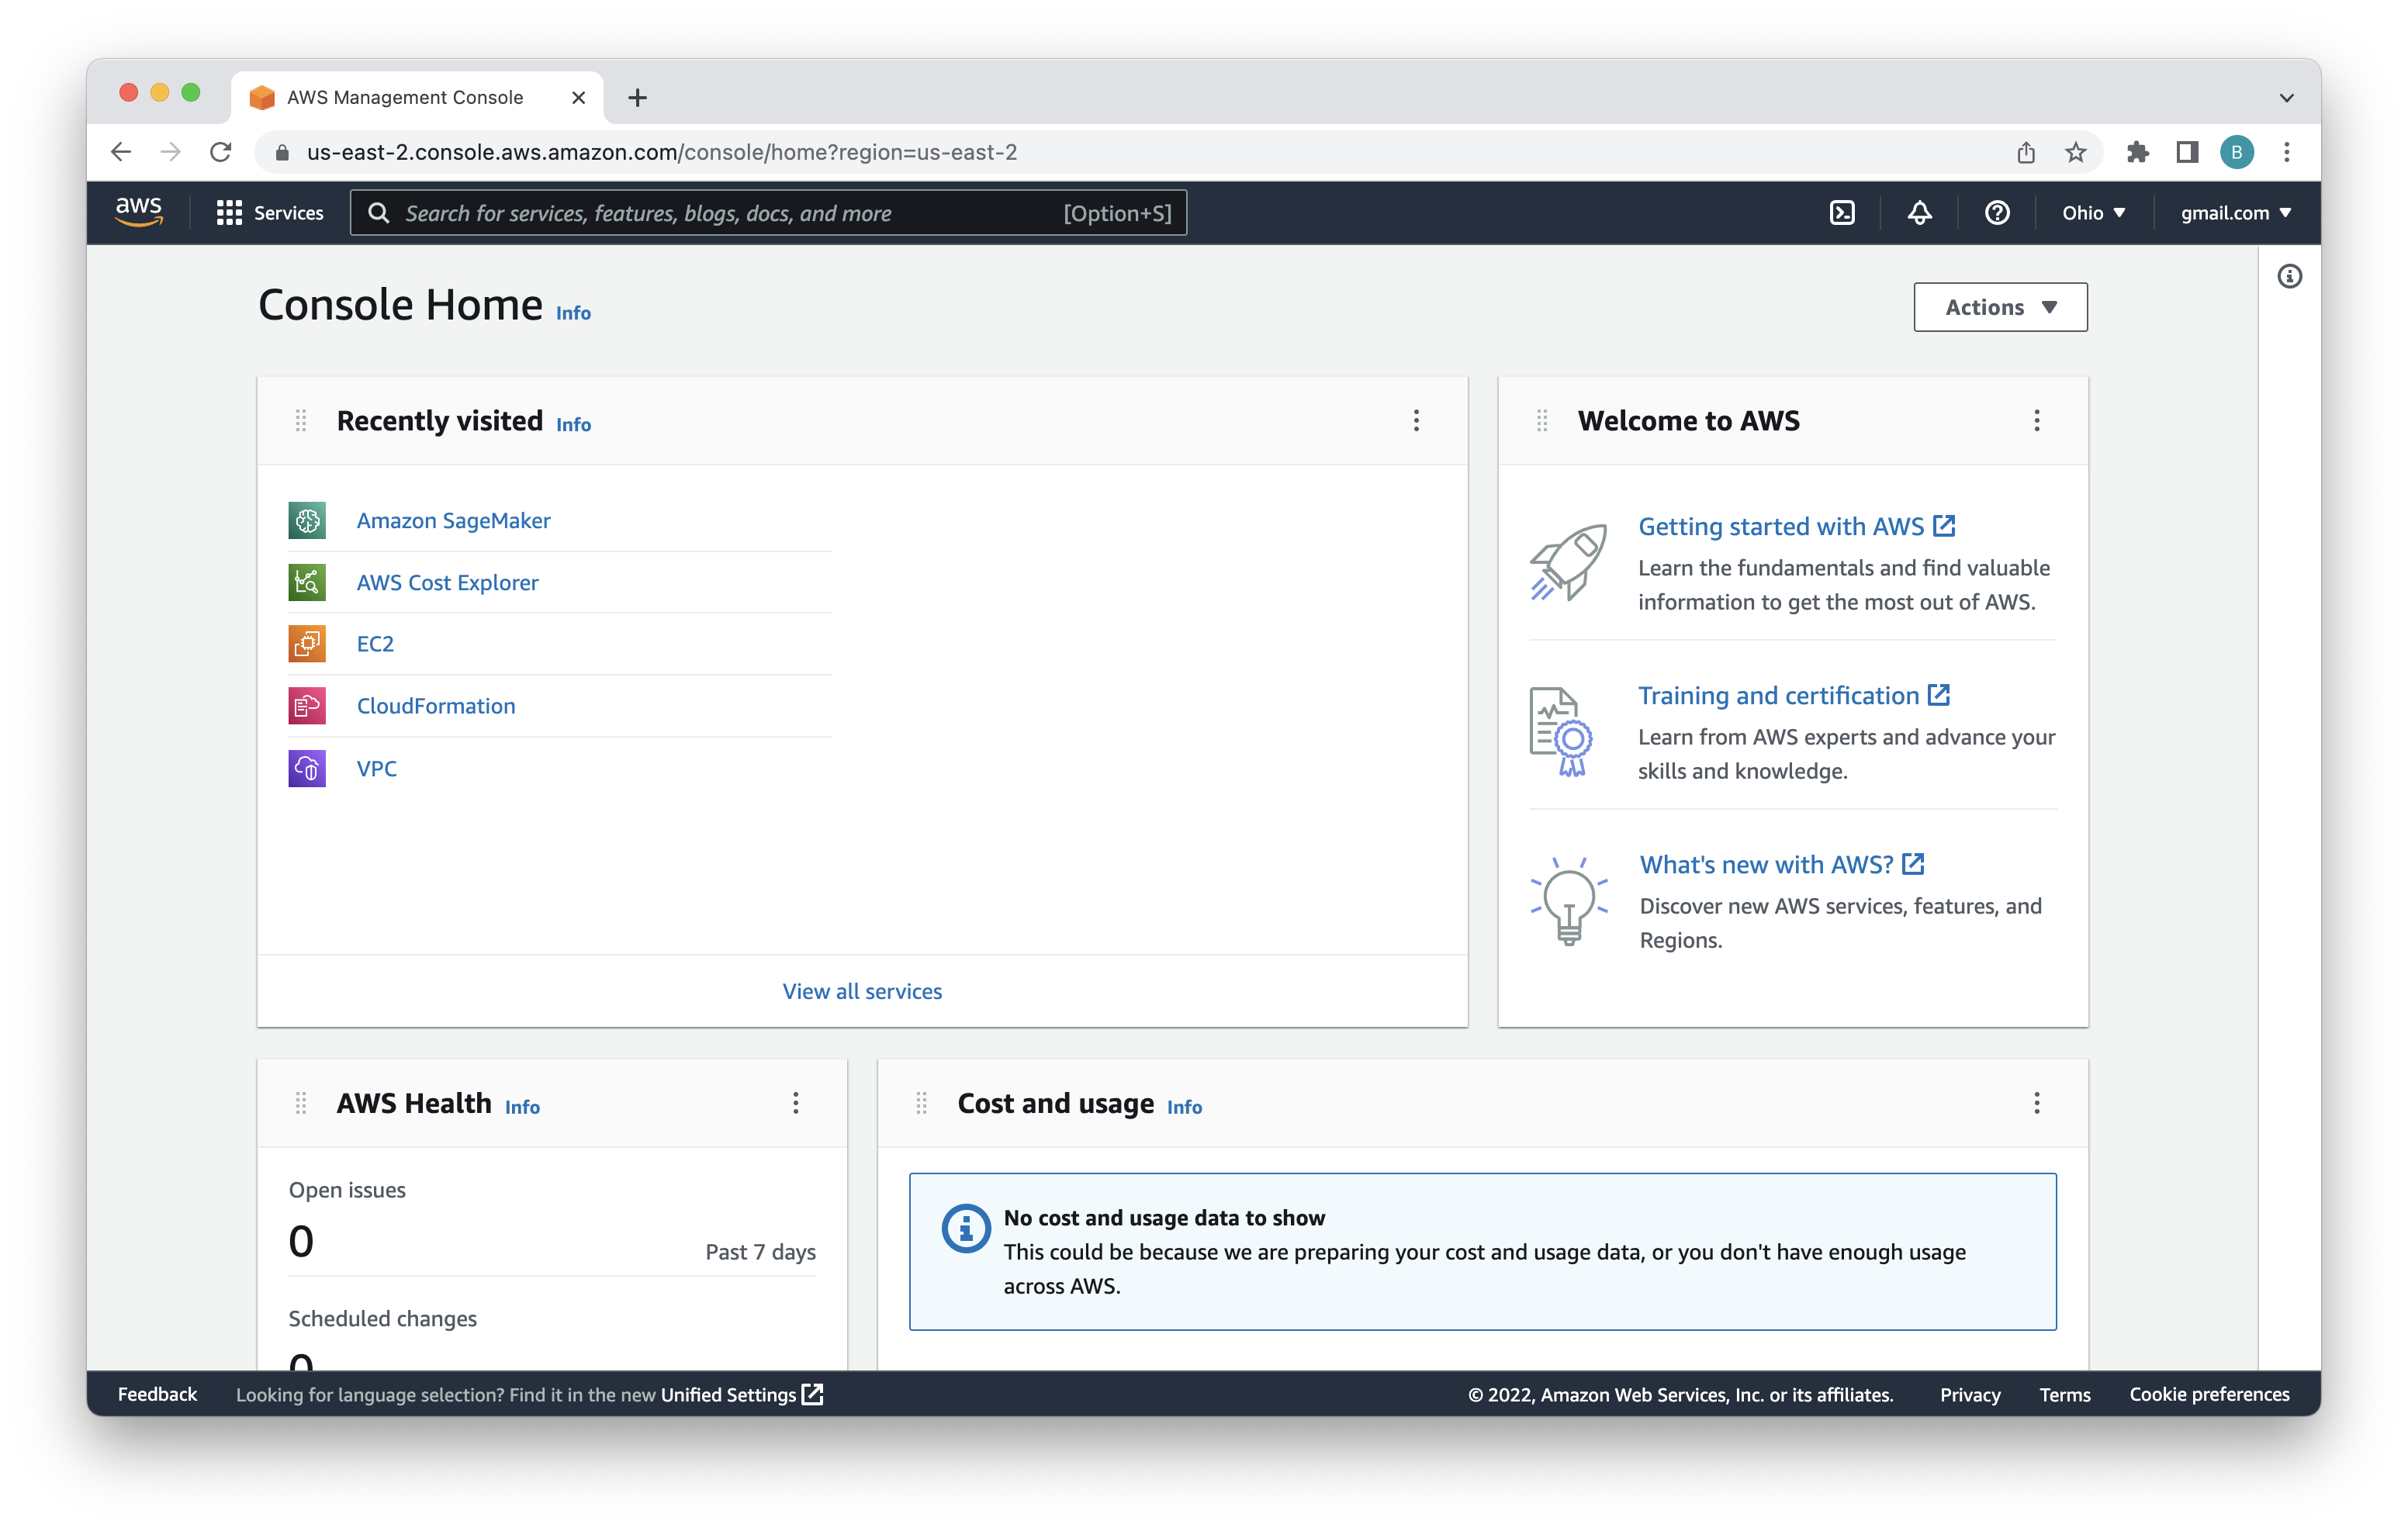 AWS Management Console
us-east-2.console.aws.amazon.com/console/home?region=us-east-2
B
aws
Services
Search for services, features, blogs, docs, and more
[Option+S]
Ohio
gmail.com
Console Home Info
Actions
Recently visited Info
Amazon SageMaker
AWS Cost Explorer
EC2
CloudFormation
VPC
View all services
Welcome to AWS
Getting started with AWS
Learn the fundamentals and find valuable
information to get the most out of AWS.
Training and certification
Learn from AWS experts and advance your
skills and knowledge.
What's new with AWS?
Discover new AWS services, features, and
Regions.
AWS Health Info
Open issues
0
Past 7 days
Scheduled changes
0
Cost and usage Info
No cost and usage data to show
This could be because we are preparing your cost and usage data, or you don't have enough usage
across AWS.
Feedback
Looking for language selection? Find it in the new Unified Settings
© 2022, Amazon Web Services, Inc. or its affiliates.
Privacy
Terms
Cookie preferences